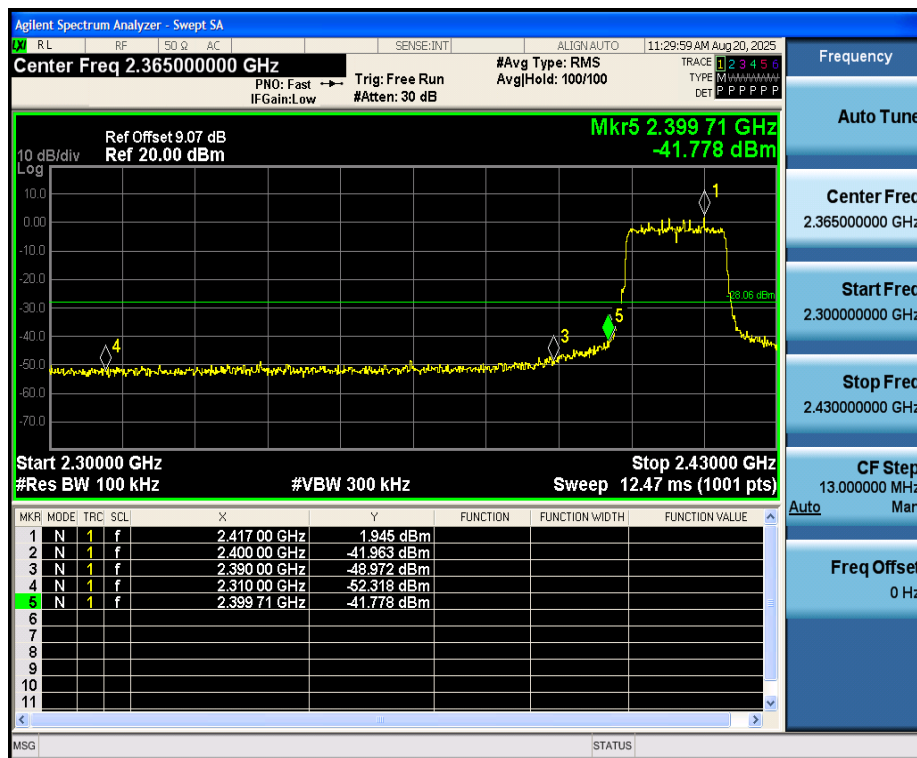 Agilent Spectrum Analyzer - Swept SA
LXI RL RF 50 Ω AC SENSE:INT ALIGN AUTO 11:29:59 AM Aug 20, 2025
Center Freq 2.365000000 GHz
PNO: Fast
IFGain:Low
Trig: Free Run
#Atten: 30 dB
#Avg Type: RMS
Avg|Hold: 100/100
TRACE 1 2 3 4 5 6
TYPE M
DET P P P P P P
Frequency
Auto Tune
Center Freq
2.365000000 GHz
Start Freq
2.300000000 GHz
Stop Freq
2.430000000 GHz
CF Step
13.000000 MHz
Auto Man
Freq Offset
0 Hz
Mkr5 2.399 71 GHz
-41.778 dBm
Ref Offset 9.07 dB
10 dB/div Ref 20.00 dBm
Log
10.0
0.00
-10.0
-20.0
-30.0
-40.0
-50.0
-60.0
-70.0
1
-28.06 dBm
5
3
4
Start 2.30000 GHz Stop 2.43000 GHz
#Res BW 100 kHz #VBW 300 kHz Sweep 12.47 ms (1001 pts)
MKR MODE TRC SCL X Y FUNCTION FUNCTION WIDTH FUNCTION VALUE
1 N 1 f 2.417 00 GHz 1.945 dBm
2 N 1 f 2.400 00 GHz -41.963 dBm
3 N 1 f 2.390 00 GHz -48.972 dBm
4 N 1 f 2.310 00 GHz -52.318 dBm
5 N 1 f 2.399 71 GHz -41.778 dBm
6
7
8
9
10
11
MSG STATUS